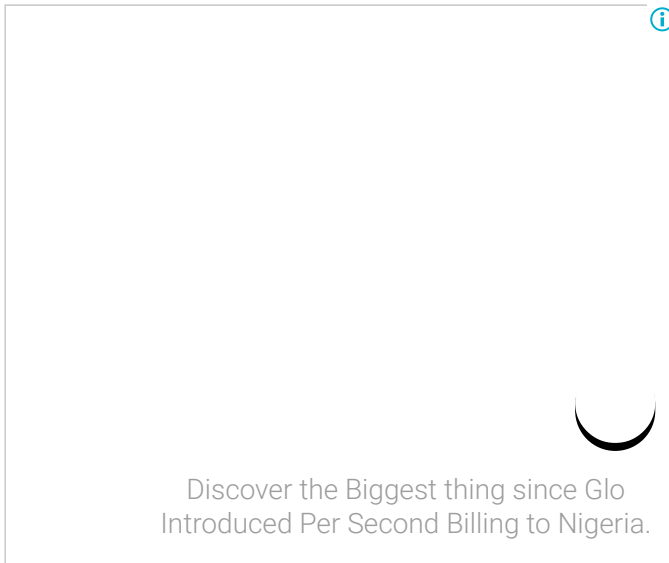 Discover the Biggest thing since Glo
Introduced Per Second Billing to Nigeria.